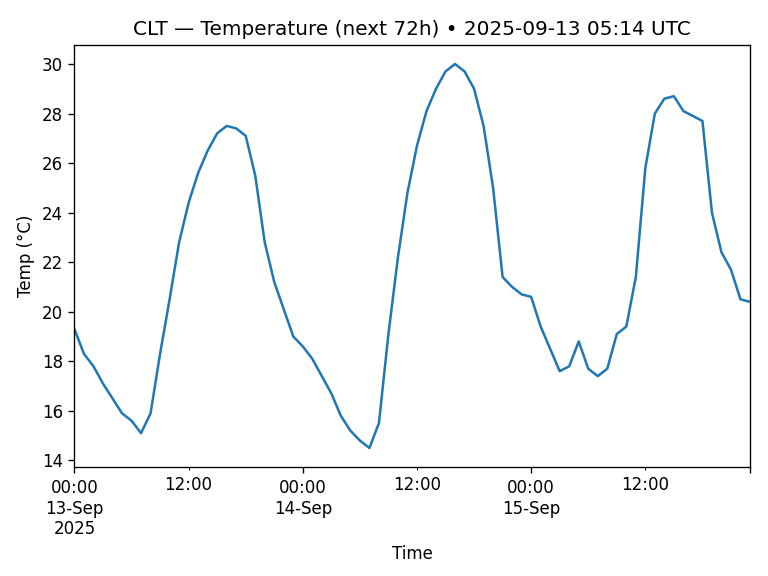 CLT — Temperature (next 72h) • 2025-09-13 05:14 UTC
30
28
26
24
22
20
18
16
14
Temp (°C)
00:00 12:00 00:00 12:00 00:00 12:00
13-Sep 14-Sep 15-Sep
2025
Time